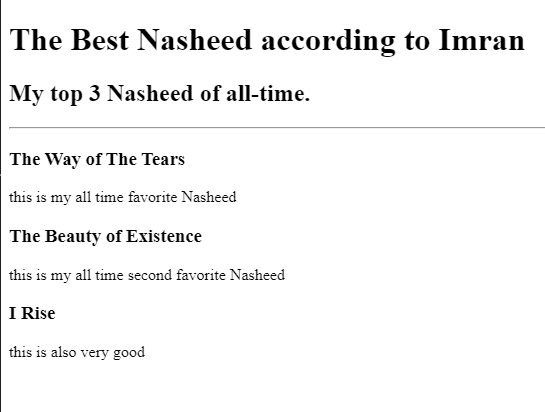 The Best Nasheed according to Imran
My top 3 Nasheed of all-time.
The Way of The Tears
this is my all time favorite Nasheed
The Beauty of Existence
this is my all time second favorite Nasheed
I Rise
this is also very good